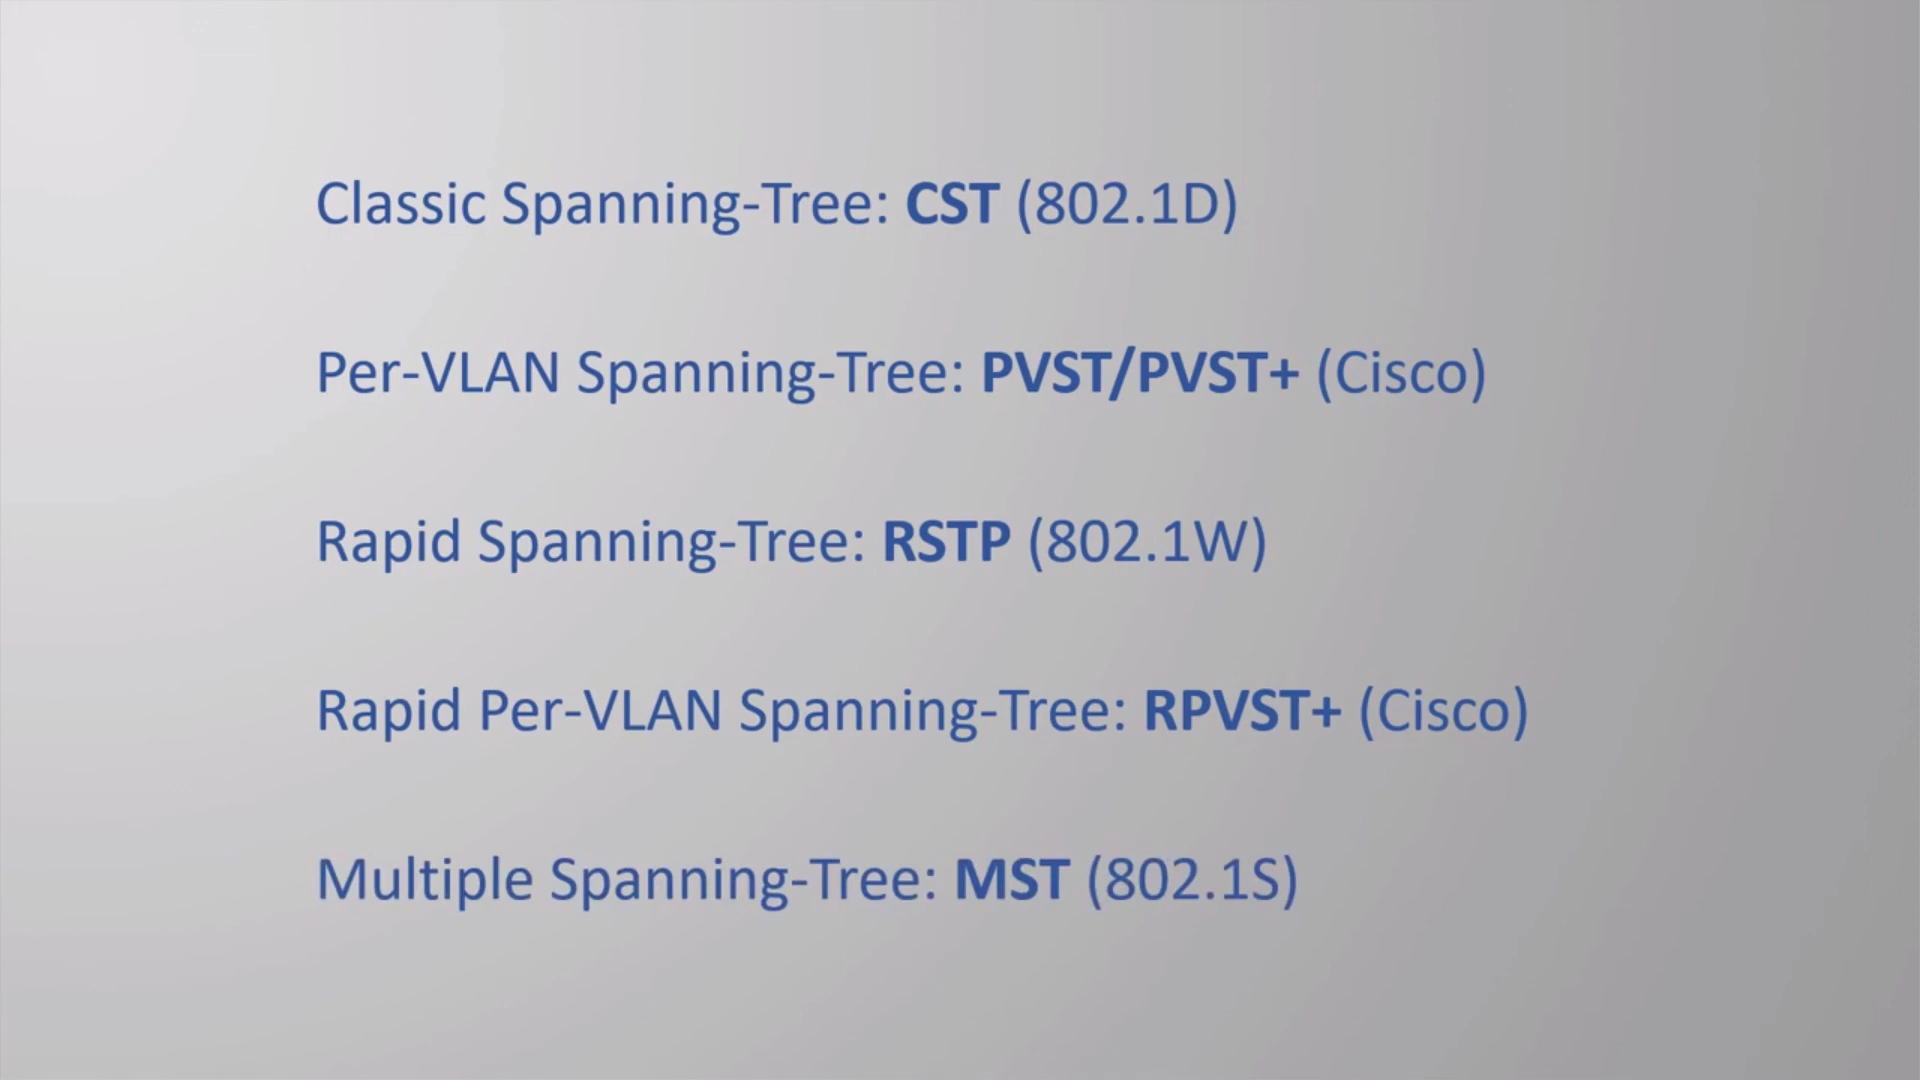 Classic Spanning-Tree: CST (802.1D)
Per-VLAN Spanning-Tree: PVST/PVST+ (Cisco)
Rapid Spanning-Tree: RSTP (802.1W)
Rapid Per-VLAN Spanning-Tree: RPVST+ (Cisco)
Multiple Spanning-Tree: MST (802.1S)